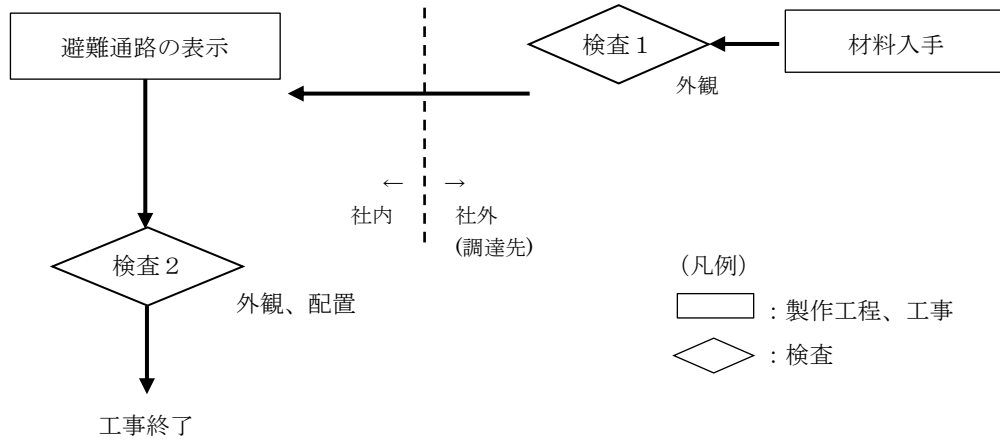 避難通路の表示
検査１
材料入手
外観
← →
社内 社外
(調達先)
検査２
外観、配置
(凡例)
：製作工程、工事
：検査
工事終了